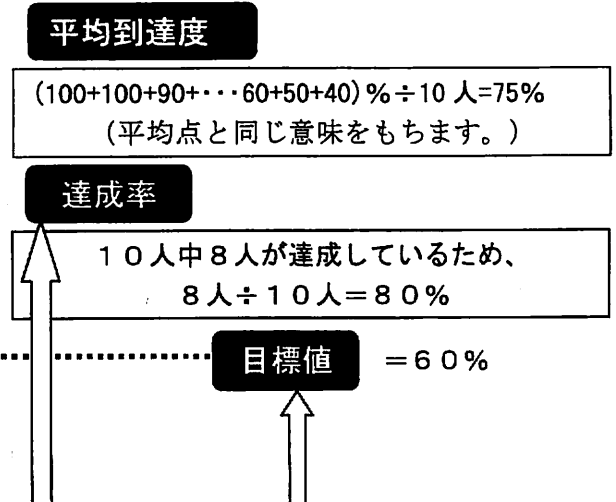 平均到達度
(100+100+90+･･･60+50+40)%÷10人=75%
(平均点と同じ意味をもちます。)
達成率
１０人中８人が達成しているため、
８人÷１０人＝８０%
目標値 ＝６０%